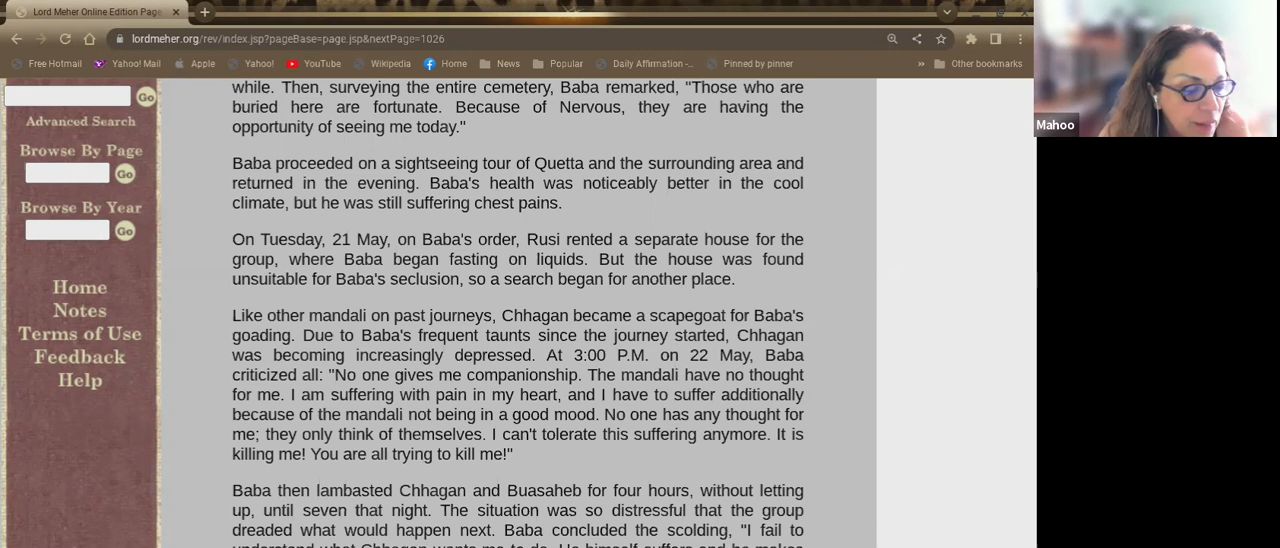 Lord Meher Online Edition Page
lordmeher.org/rev/index.jsp?pageBase=page.jsp&nextPage=1026
Free Hotmail Yahoo! Mail Apple Yahoo! YouTube Wikipedia Home News Popular Daily Affirmation -... Pinned by pinner » Other bookmarks
Go
Advanced Search
Browse By Page
Go
Browse By Year
Go
Home
Notes
Terms of Use
Feedback
Help
while. Then, surveying the entire cemetery, Baba remarked, "Those who are
buried here are fortunate. Because of Nervous, they are having the
opportunity of seeing me today."
Baba proceeded on a sightseeing tour of Quetta and the surrounding area and
returned in the evening. Baba's health was noticeably better in the cool
climate, but he was still suffering chest pains.
On Tuesday, 21 May, on Baba's order, Rusi rented a separate house for the
group, where Baba began fasting on liquids. But the house was found
unsuitable for Baba's seclusion, so a search began for another place.
Like other mandali on past journeys, Chhagan became a scapegoat for Baba's
goading. Due to Baba's frequent taunts since the journey started, Chhagan
was becoming increasingly depressed. At 3:00 P.M. on 22 May, Baba
criticized all: "No one gives me companionship. The mandali have no thought
for me. I am suffering with pain in my heart, and I have to suffer additionally
because of the mandali not being in a good mood. No one has any thought for
me; they only think of themselves. I can't tolerate this suffering anymore. It is
killing me! You are all trying to kill me!"
Baba then lambasted Chhagan and Buasaheb for four hours, without letting
up, until seven that night. The situation was so distressful that the group
dreaded what would happen next. Baba concluded the scolding, "I fail to
understand what Chhagan wants me to do. He himself suffers and he makes
Mahoo